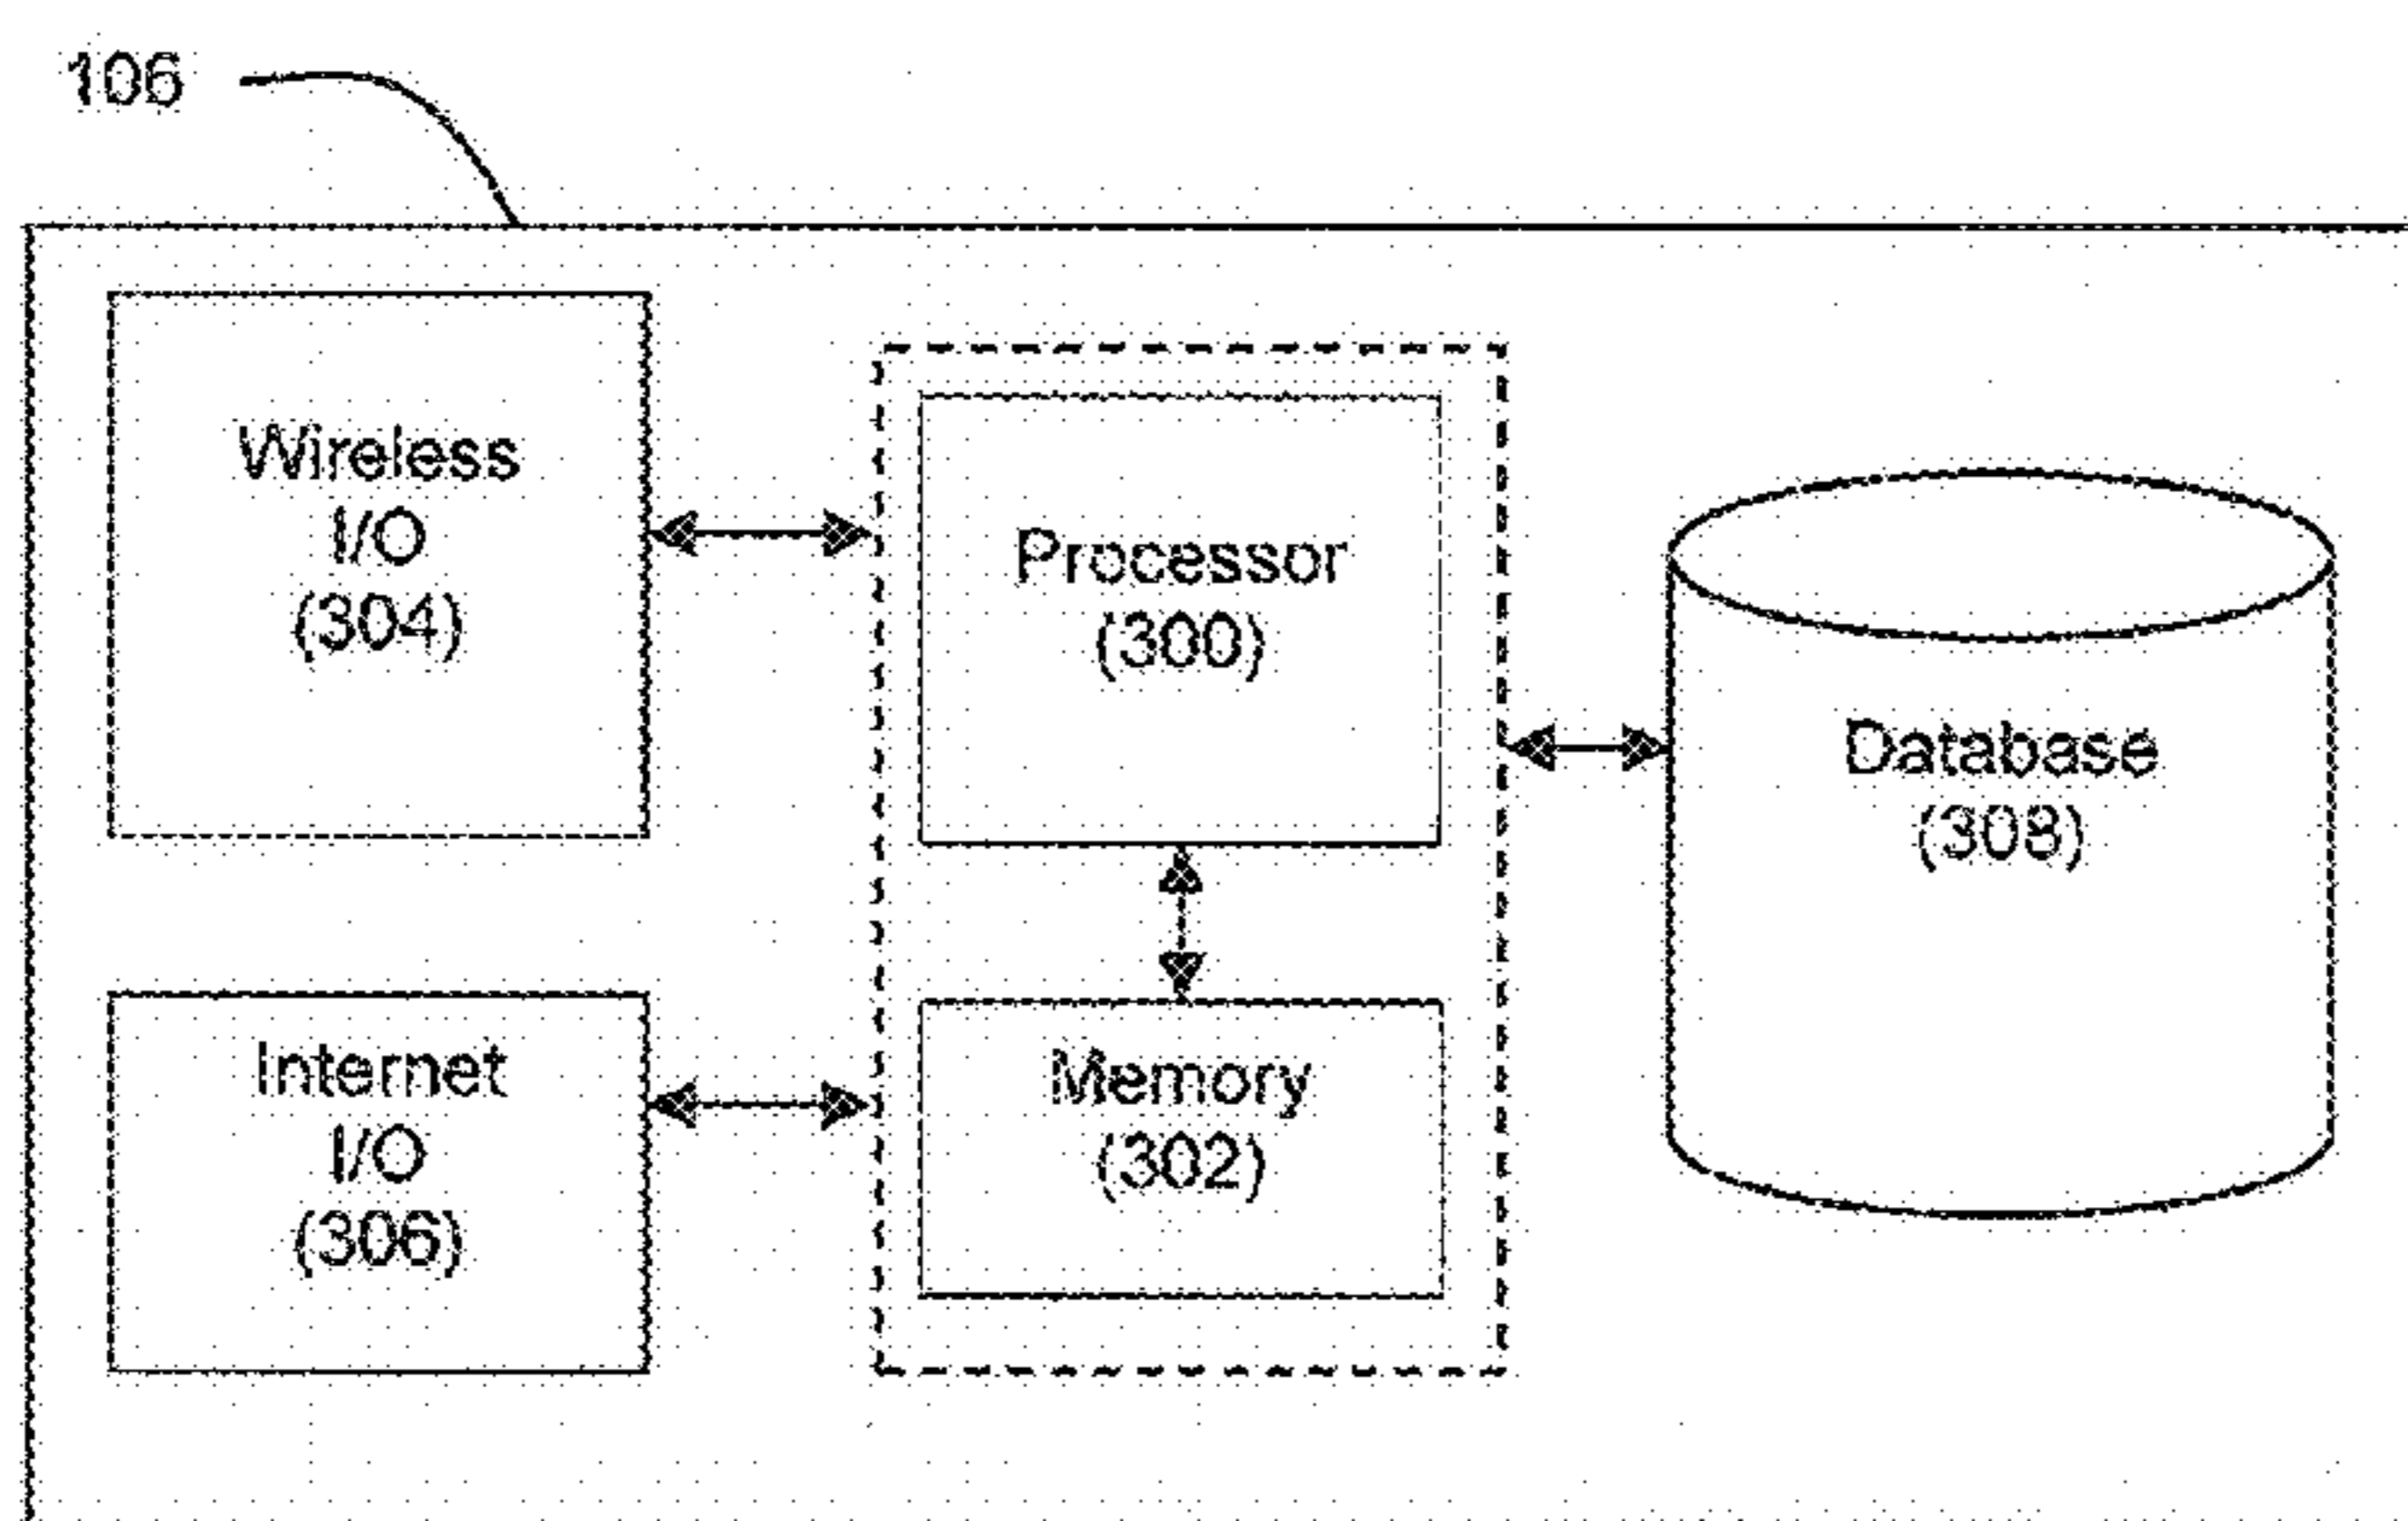 106
Wireless
I/O
(304)
Processor
(300)
Database
(308)
Internet
I/O
(306)
Memory
(302)